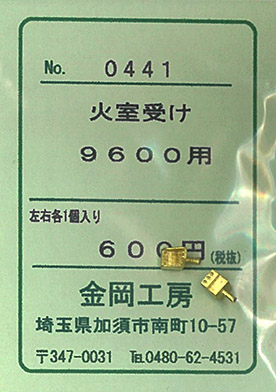 No. 0441
火室受け
9600用
左右各1個入り
600円(税抜)
金岡工房
埼玉県加須市南町10-57
〒347-0031 ℡0480-62-4531